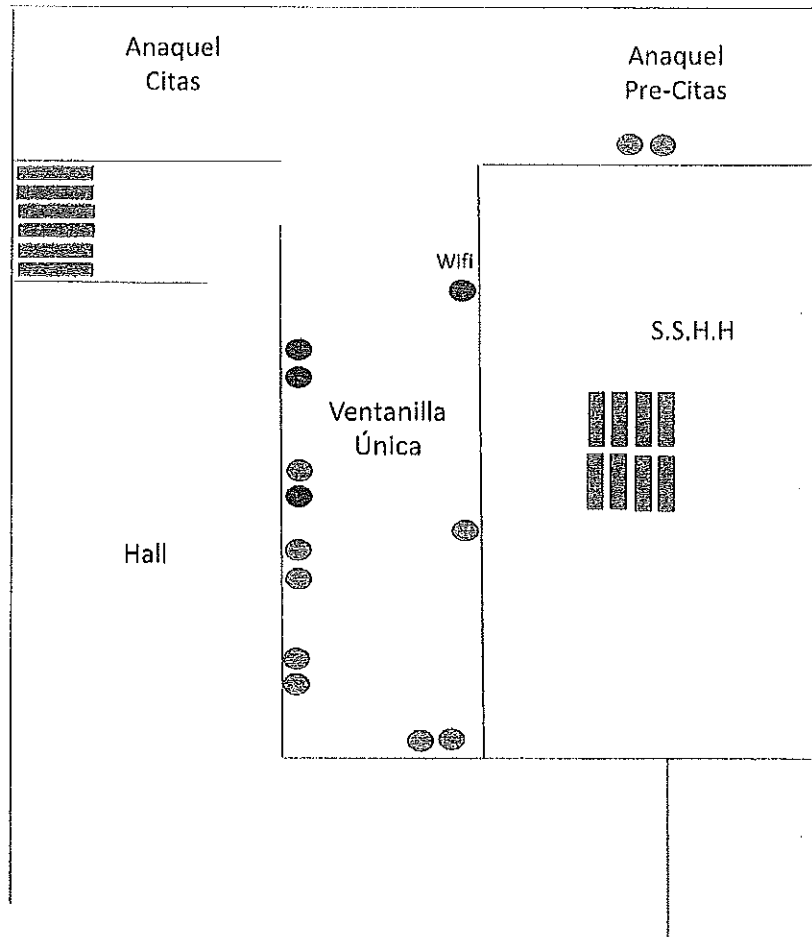 Anaquel
Citas
Anaquel
Pre-Citas
Wifi
S.S.H.H
Ventanilla
Única
Hall